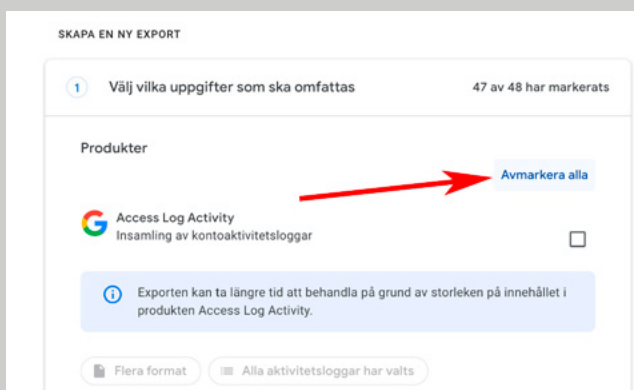 SKAPA EN NY EXPORT
1 Välj vilka uppgifter som ska omfattas 47 av 48 har markerats
Produkter
Avmarkera alla
Access Log Activity
Insamling av kontoaktivitetsloggar
Exporten kan ta längre tid att behandla på grund av storleken på innehållet i
produkten Access Log Activity.
Flera format Alla aktivitetsloggar har valts